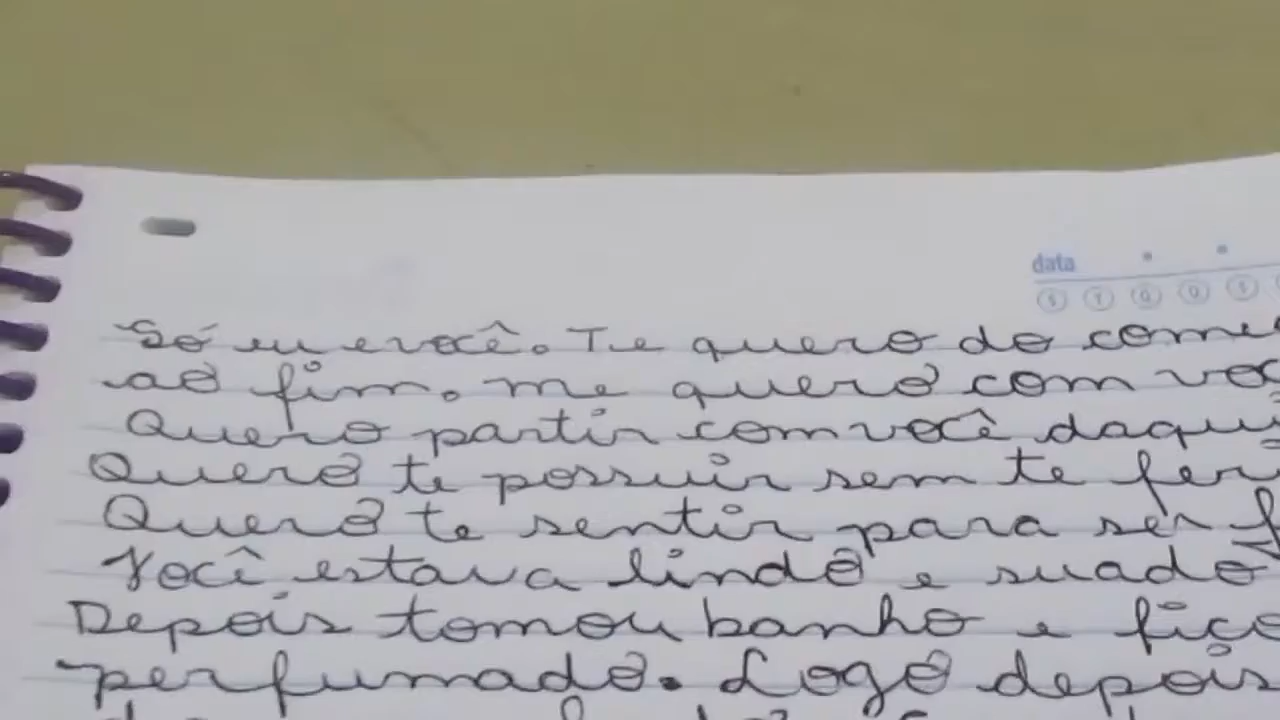 data
S T Q Q S
Só eu e você. Te quero do
ao fim. me quero com
Quero partir com você
Quero te possuir sem te
Quero te sentir para ser
Você estava lindo e suado
Depois tomou banho e
perfumado. Logo depois